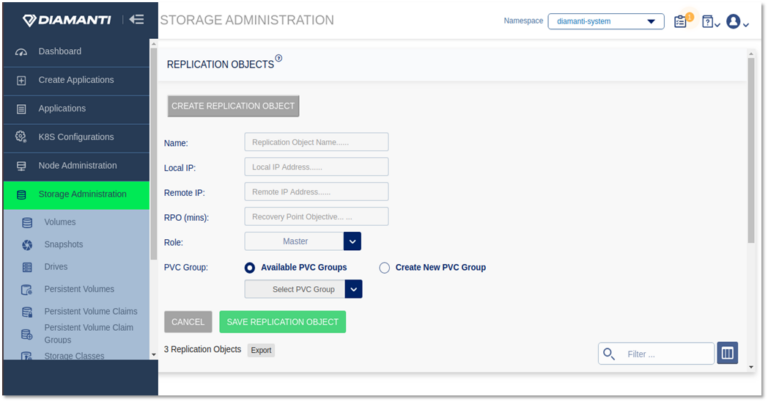 DIAMANTI
STORAGE ADMINISTRATION
Namespace
diamanti-system
1
Dashboard
Create Applications
Applications
K8S Configurations
Node Administration
Storage Administration
Volumes
Snapshots
Drives
Persistent Volumes
Persistent Volume Claims
Persistent Volume Claim
Groups
Storage Classes
REPLICATION OBJECTS
CREATE REPLICATION OBJECT
Name:
Replication Object Name......
Local IP:
Local IP Address......
Remote IP:
Remote IP Address......
RPO (mins):
Recovery Point Objective... ...
Role:
Master
PVC Group:
Available PVC Groups
Create New PVC Group
Select PVC Group
CANCEL
SAVE REPLICATION OBJECT
3 Replication Objects
Export
Filter ...